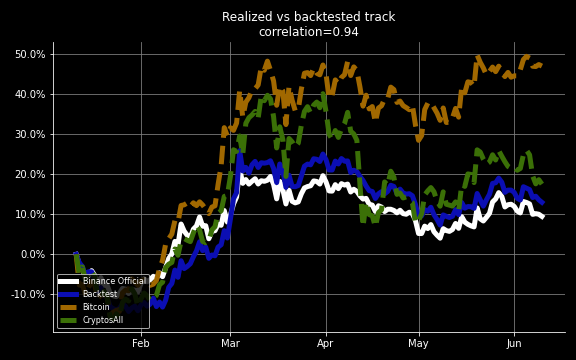 Realized vs backtested track
correlation=0.94
50.0%
40.0%
30.0%
20.0%
10.0%
0.0%
-10.0%
Binance Official
Backtest
Bitcoin
CryptosAll
Feb
Mar
Apr
May
Jun